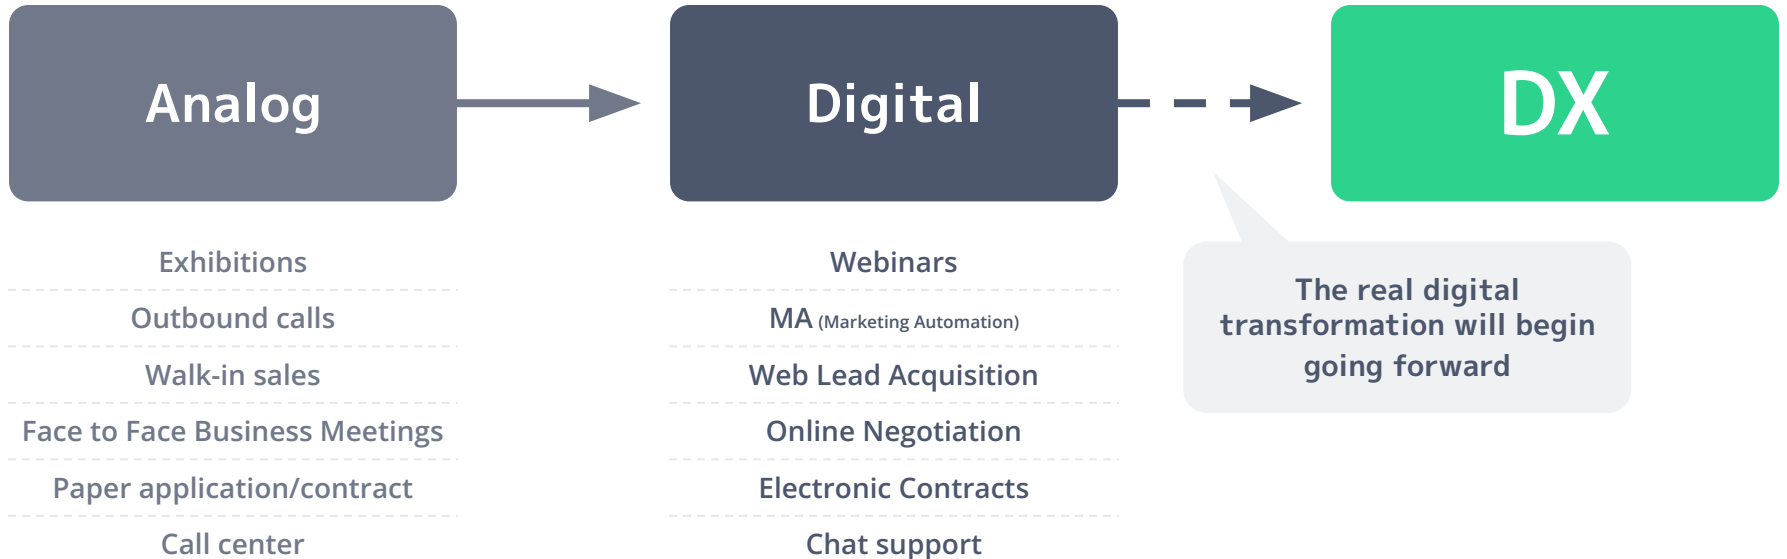 Analog
Digital
DX
Exhibitions
Outbound calls
Walk-in sales
Face to Face Business Meetings
Paper application/contract
Call center
Webinars
MA (Marketing Automation)
Web Lead Acquisition
Online Negotiation
Electronic Contracts
Chat support
The real digital
transformation will begin
going forward